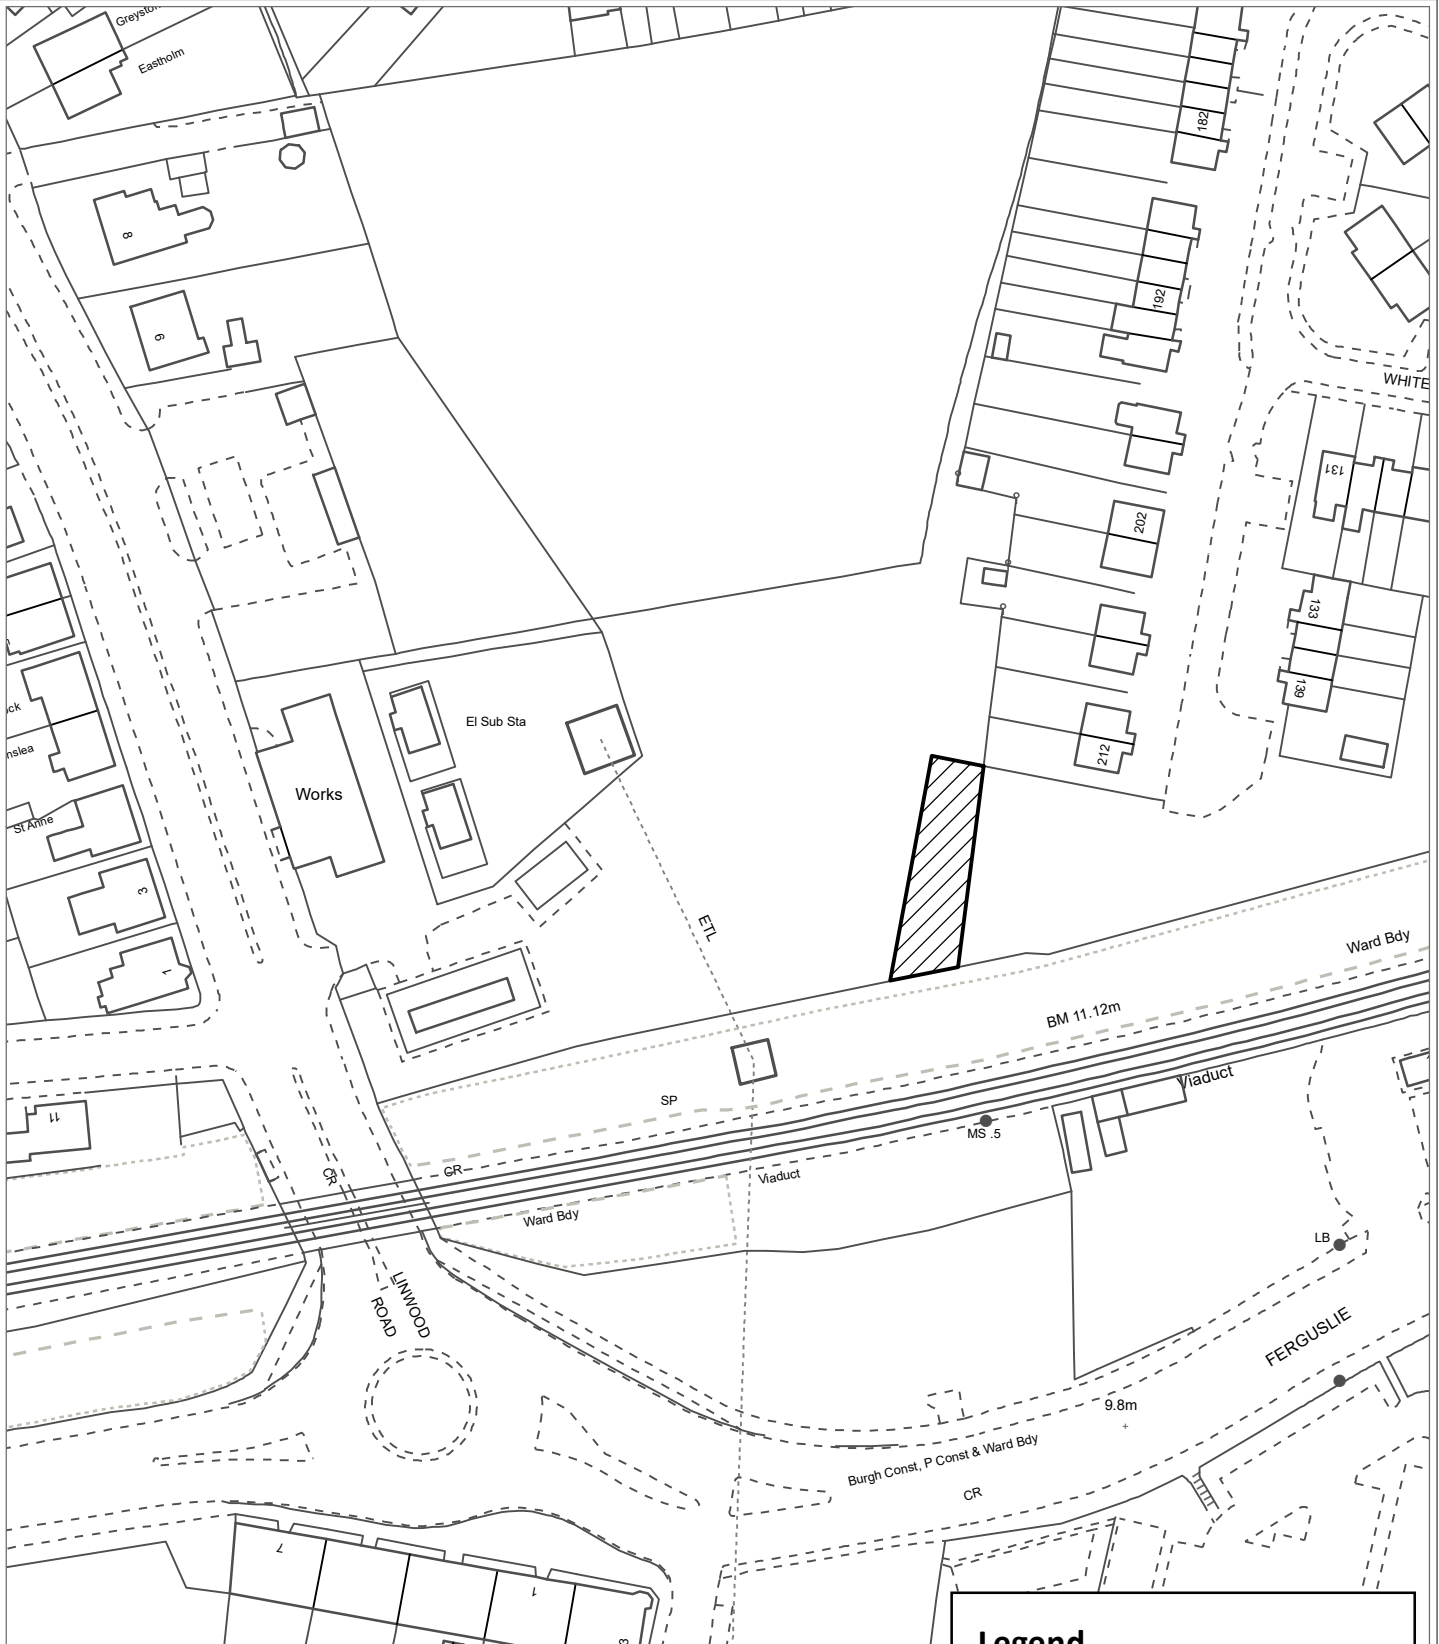 Greyston
Eastholm
182
8
192
6
WHITE
131
202
133
139
El Sub Sta
212
Works
St Anne
nslea
3
ETL
1
Ward Bdy
BM 11.12m
Viaduct
SP
11
MS .5
CR
CR
Viaduct
Ward Bdy
LB
LINWOOD
ROAD
FERGUSLIE
9.8m
Burgh Const, P Const & Ward Bdy
CR
7
1
3
Legend